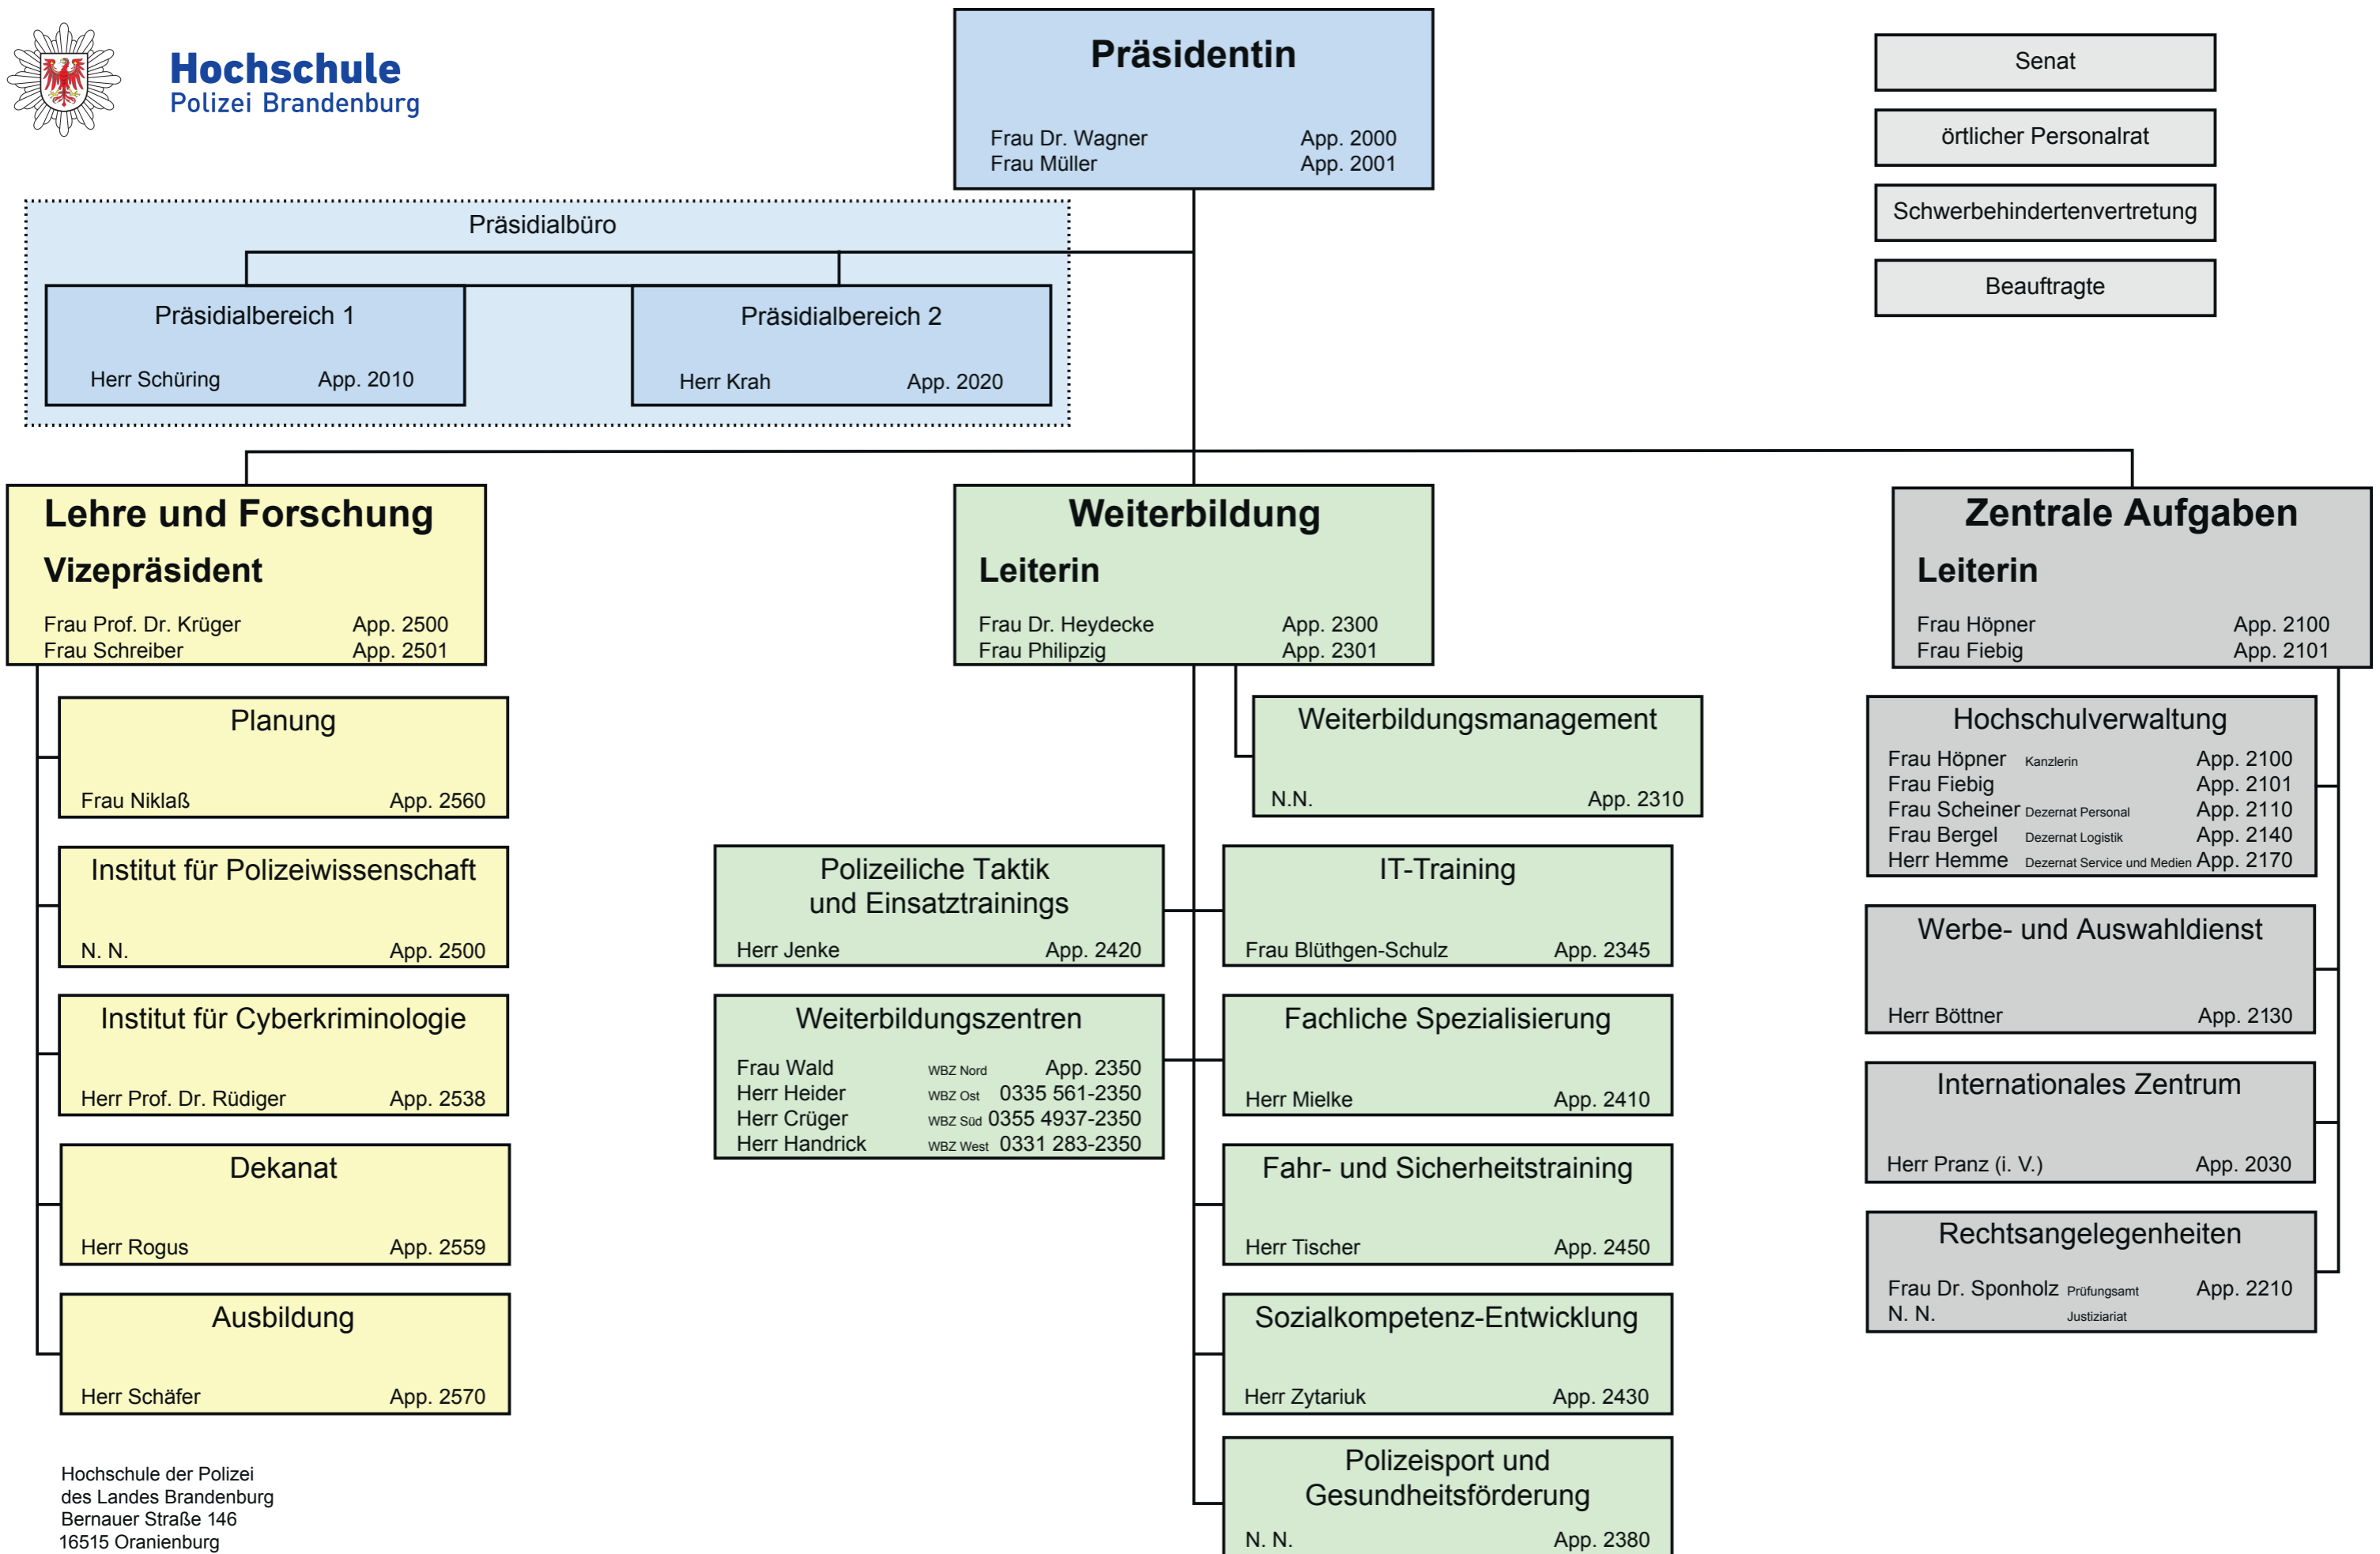 Hochschule
Polizei Brandenburg
Präsidentin
Frau Dr. Wagner App. 2000
Frau Müller App. 2001
Senat
örtlicher Personalrat
Schwerbehindertenvertretung
Beauftragte
Präsidialbüro
Präsidialbereich 1
Herr Schüring App. 2010
Präsidialbereich 2
Herr Krah App. 2020
Lehre und Forschung
Vizepräsident
Frau Prof. Dr. Krüger App. 2500
Frau Schreiber App. 2501
Planung
Frau Niklaß App. 2560
Institut für Polizeiwissenschaft
N. N. App. 2500
Institut für Cyberkriminologie
Herr Prof. Dr. Rüdiger App. 2538
Dekanat
Herr Rogus App. 2559
Ausbildung
Herr Schäfer App. 2570
Weiterbildung
Leiterin
Frau Dr. Heydecke App. 2300
Frau Philipzig App. 2301
Weiterbildungsmanagement
N.N. App. 2310
Polizeiliche Taktik
und Einsatztrainings
Herr Jenke App. 2420
IT-Training
Frau Blüthgen-Schulz App. 2345
Weiterbildungszentren
Frau Wald WBZ Nord App. 2350
Herr Heider WBZ Ost 0335 561-2350
Herr Crüger WBZ Süd 0355 4937-2350
Herr Handrick WBZ West 0331 283-2350
Fachliche Spezialisierung
Herr Mielke App. 2410
Fahr- und Sicherheitstraining
Herr Tischer App. 2450
Sozialkompetenz-Entwicklung
Herr Zytariuk App. 2430
Polizeisport und
Gesundheitsförderung
N. N. App. 2380
Zentrale Aufgaben
Leiterin
Frau Höpner App. 2100
Frau Fiebig App. 2101
Hochschulverwaltung
Frau Höpner Kanzlerin App. 2100
Frau Fiebig App. 2101
Frau Scheiner Dezernat Personal App. 2110
Frau Bergel Dezernat Logistik App. 2140
Herr Hemme Dezernat Service und Medien App. 2170
Werbe- und Auswahldienst
Herr Böttner App. 2130
Internationales Zentrum
Herr Pranz (i. V.) App. 2030
Rechtsangelegenheiten
Frau Dr. Sponholz Prüfungsamt App. 2210
N. N. Justiziariat
Hochschule der Polizei
des Landes Brandenburg
Bernauer Straße 146
16515 Oranienburg